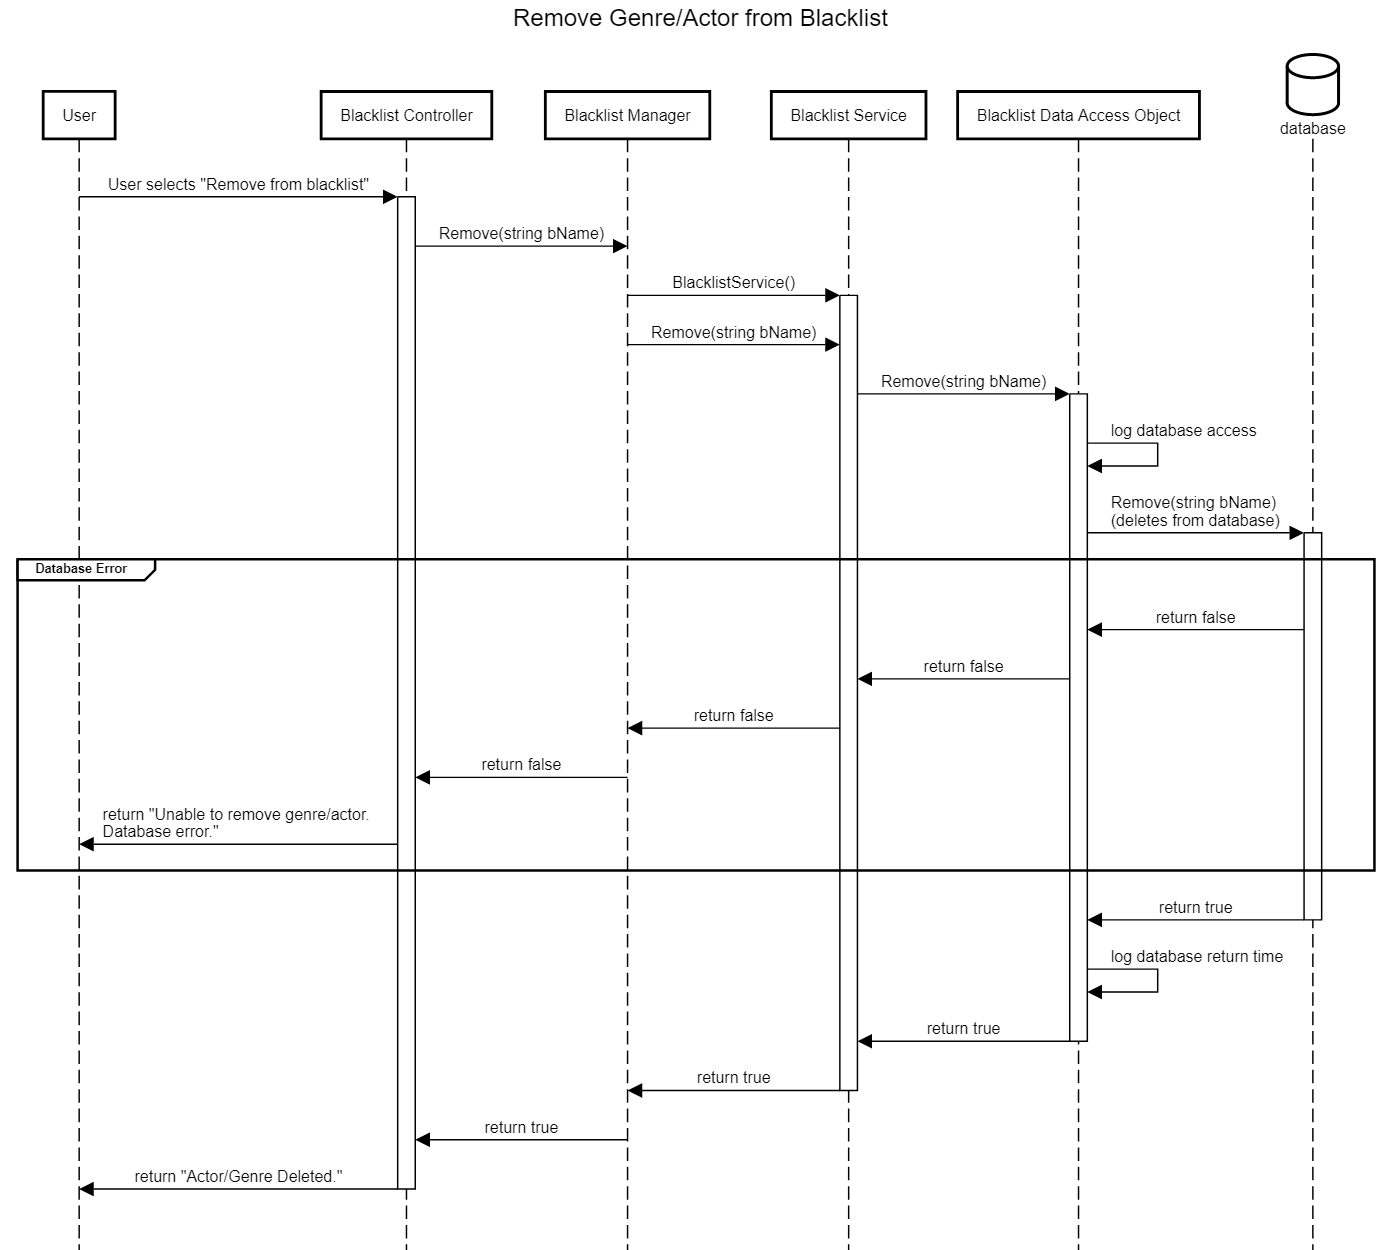 Remove Genre/Actor from Blacklist
User
Blacklist Controller
Blacklist Manager
Blacklist Service
Blacklist Data Access Object
database
User selects "Remove from blacklist"
Remove(string bName)
BlacklistService()
Remove(string bName)
Remove(string bName)
log database access
Remove(string bName)
(deletes from database)
Database Error
return false
return false
return false
return false
return "Unable to remove genre/actor.
Database error."
return true
log database return time
return true
return true
return true
return "Actor/Genre Deleted."